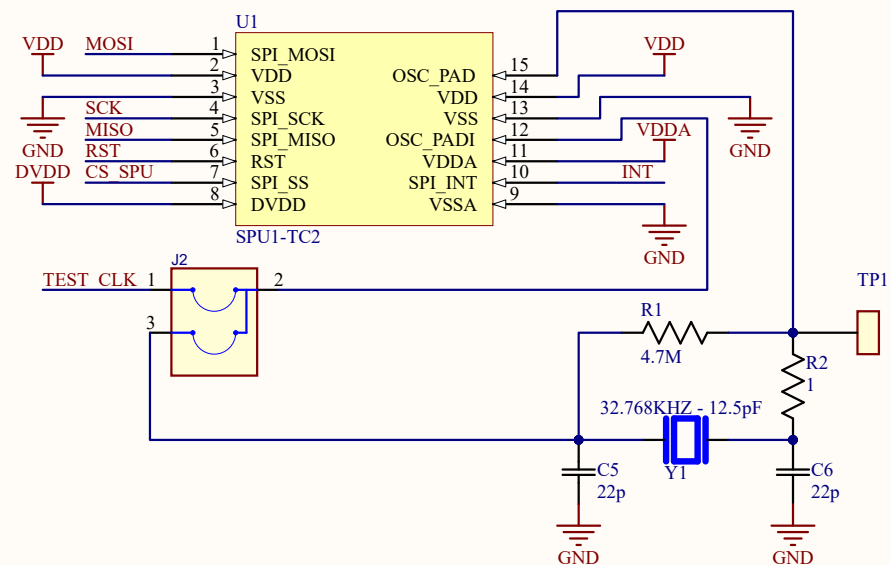 U1
VDD
MOSI
1
SPI_MOSI
2
VDD
3
VSS
SCK
4
SPI_SCK
MISO
5
SPI_MISO
GND
RST
6
RST
DVDD
CS_SPU
7
SPI_SS
8
DVDD
OSC_PAD
15
VDD
VDD
14
VSS
13
OSC_PADI
12
VDDA
VDDA
11
GND
SPI_INT
10
INT
VSSA
9
GND
SPU1-TC2
J2
TEST_CLK
1
2
3
TP1
R1
4.7M
R2
1
32.768KHZ - 12.5pF
Y1
C5
22p
C6
22p
GND
GND